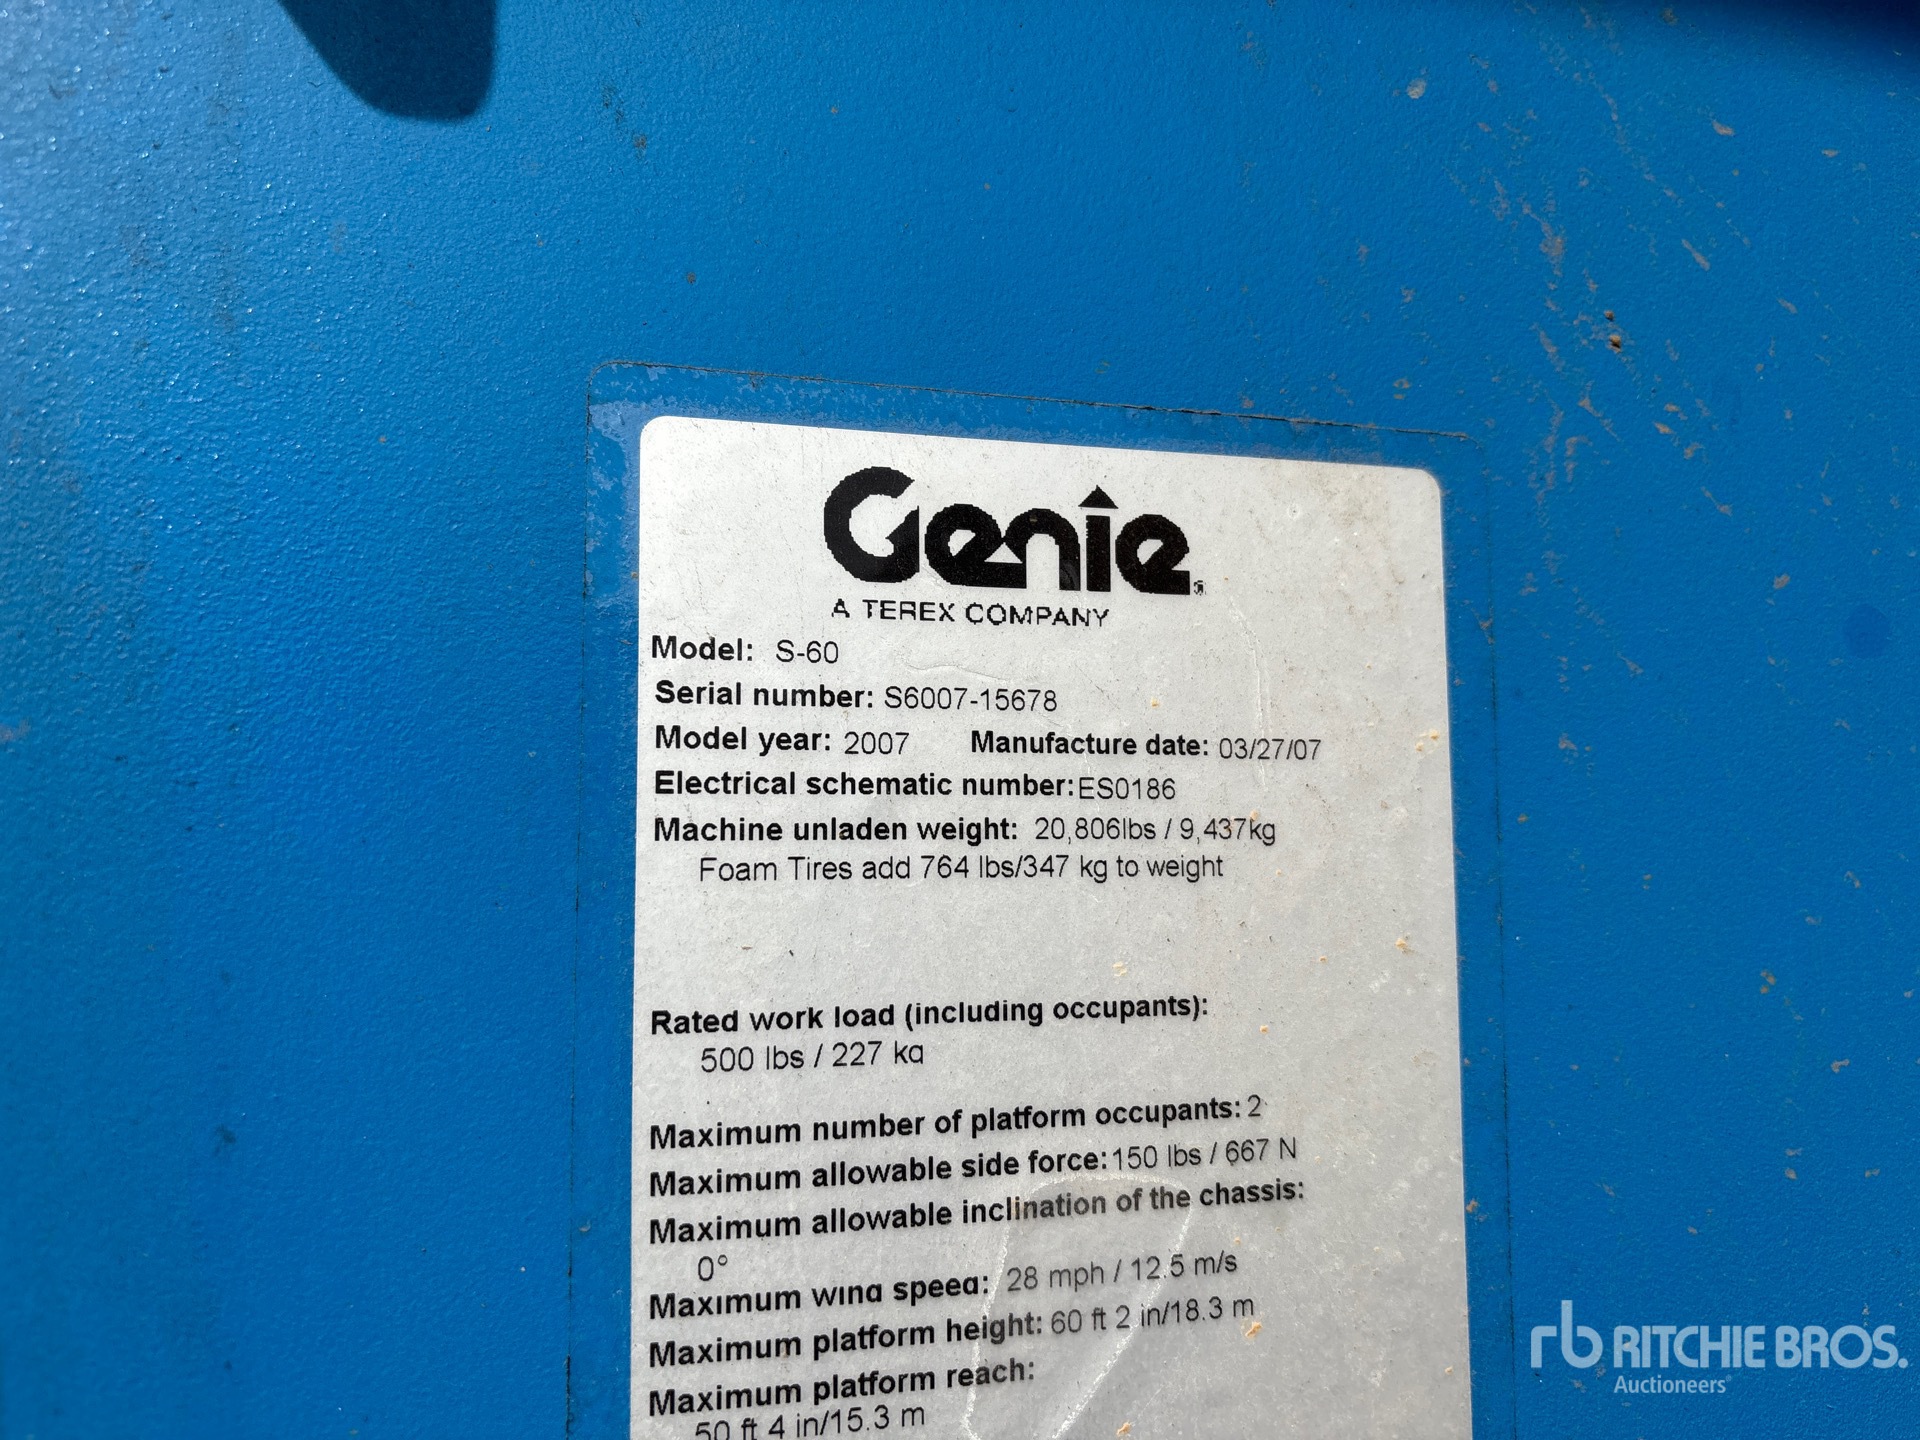 Genie
A TEREX COMPANY
Model: S-60
Serial number: S6007-15678
Model year: 2007 Manufacture date: 03/27/07
Electrical schematic number:ES0186
Machine unladen weight: 20,806lbs / 9,437kg
Foam Tires add 764 lbs/347 kg to weight
Rated work load (including occupants):
500 lbs / 227 kg
Maximum number of platform occupants: 2
Maximum allowable side force: 150 lbs / 667 N
Maximum allowable inclination of the chassis:
0°
Maximum wind speed: 28 mph / 12.5 m/s
Maximum platform height: 60 ft 2 in/18.3 m
Maximum platform reach:
50 ft 4 in/15.3 m
rb RITCHIE BROS.
Auctioneers